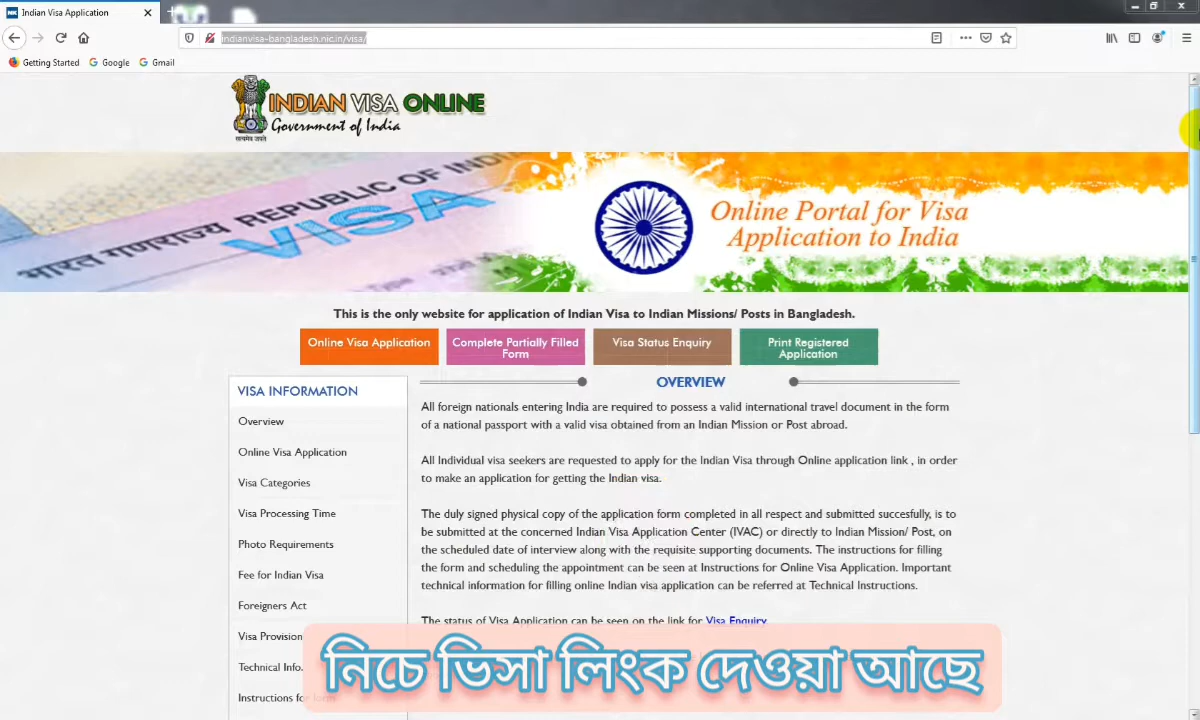 Indian Visa Application
indianvisa-bangladesh.nic.in/visa/
Getting Started
Google
Gmail
INDIAN VISA ONLINE
Government of India
सत्यमेव जयते
भारत गणराज्य REPUBLIC OF IND
VISA
Online Portal for Visa
Application to India
This is the only website for application of Indian Visa to Indian Missions/ Posts in Bangladesh.
Online Visa Application
Complete Partially Filled
Form
Visa Status Enquiry
Print Registered
Application
VISA INFORMATION
Overview
Online Visa Application
Visa Categories
Visa Processing Time
Photo Requirements
Fee for Indian Visa
Foreigners Act
Visa Provision
Technical Info.
Instructions for form
OVERVIEW
All foreign nationals entering India are required to possess a valid international travel document in the form
of a national passport with a valid visa obtained from an Indian Mission or Post abroad.
All Individual visa seekers are requested to apply for the Indian Visa through Online application link , in order
to make an application for getting the Indian visa.
The duly signed physical copy of the application form completed in all respect and submitted succesfully, is to
be submitted at the concerned Indian Visa Application Center (IVAC) or directly to Indian Mission/ Post, on
the scheduled date of interview along with the requisite supporting documents. The instructions for filling
the form and scheduling the appointment can be seen at Instructions for Online Visa Application. Important
technical information for filling online Indian visa application can be referred at Technical Instructions.
The status of Visa Application can be seen on the link for Visa Enquiry.
নিচে ভিসা লিংক দেওয়া আছে